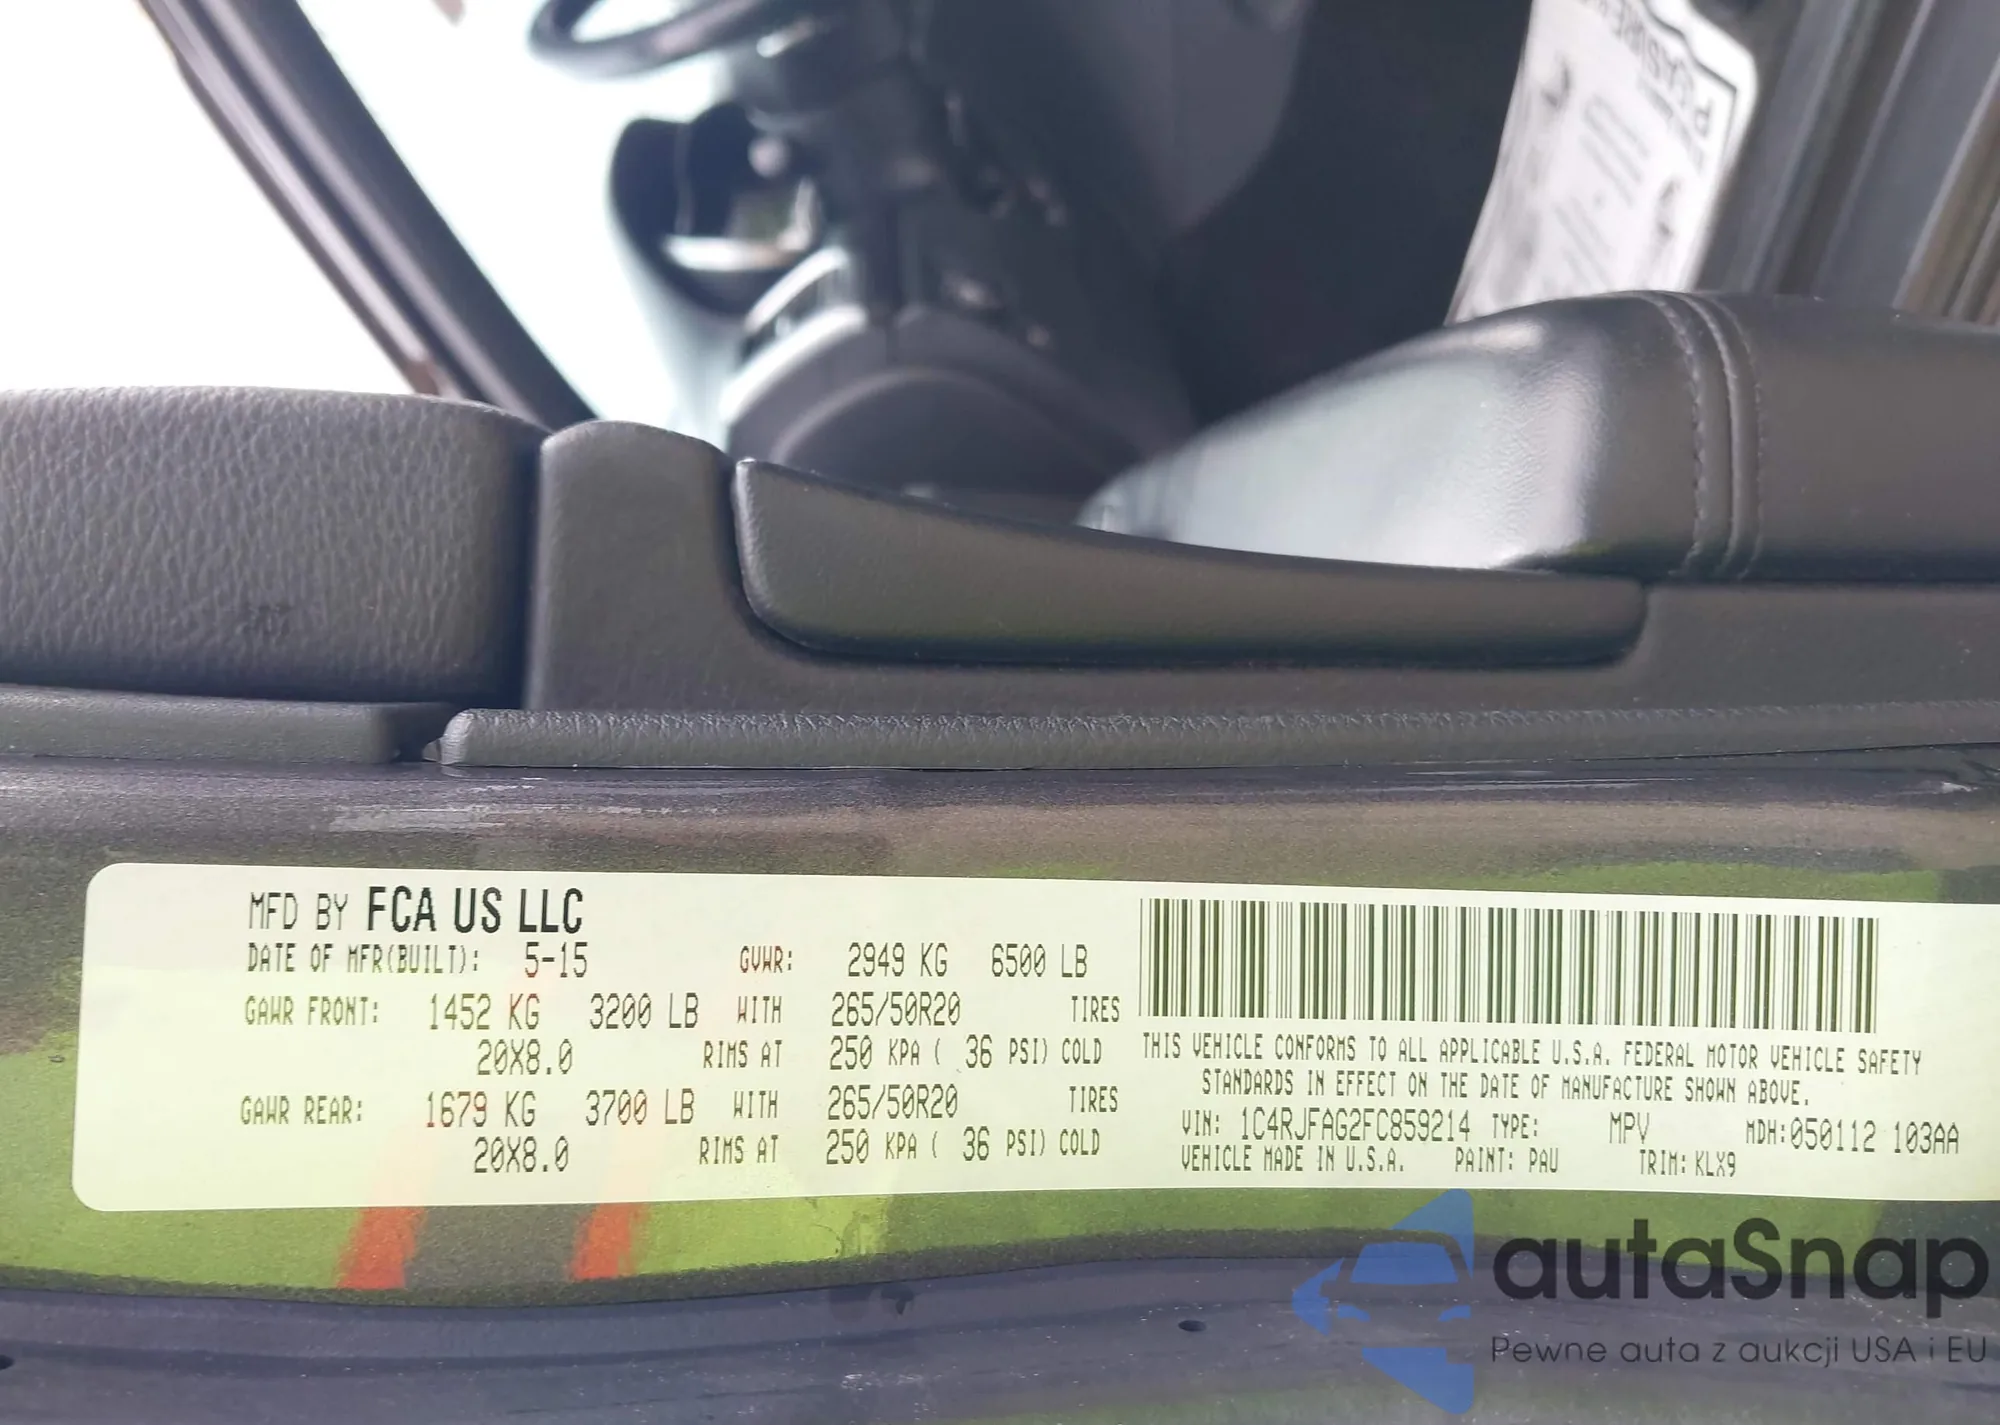 MFD BY FCA US LLC
DATE OF MFR(BUILT): 5-15 GVWR: 2949 KG 6500 LB
GAWR FRONT: 1452 KG 3200 LB WITH 265/50R20 TIRES
20X8.0 RIMS AT 250 KPA ( 36 PSI) COLD
GAWR REAR: 1679 KG 3700 LB WITH 265/50R20 TIRES
20X8.0 RIMS AT 250 KPA ( 36 PSI) COLD
THIS VEHICLE CONFORMS TO ALL APPLICABLE U.S.A. FEDERAL MOTOR VEHICLE SAFETY
STANDARDS IN EFFECT ON THE DATE OF MANUFACTURE SHOWN ABOVE.
VIN: 1C4RJFAG2FC859214 TYPE: MPV MDH:050112 103AA
VEHICLE MADE IN U.S.A. PAINT: PAU TRIM: KLX9
autaSnap
Pewne auta z aukcji USA i EU